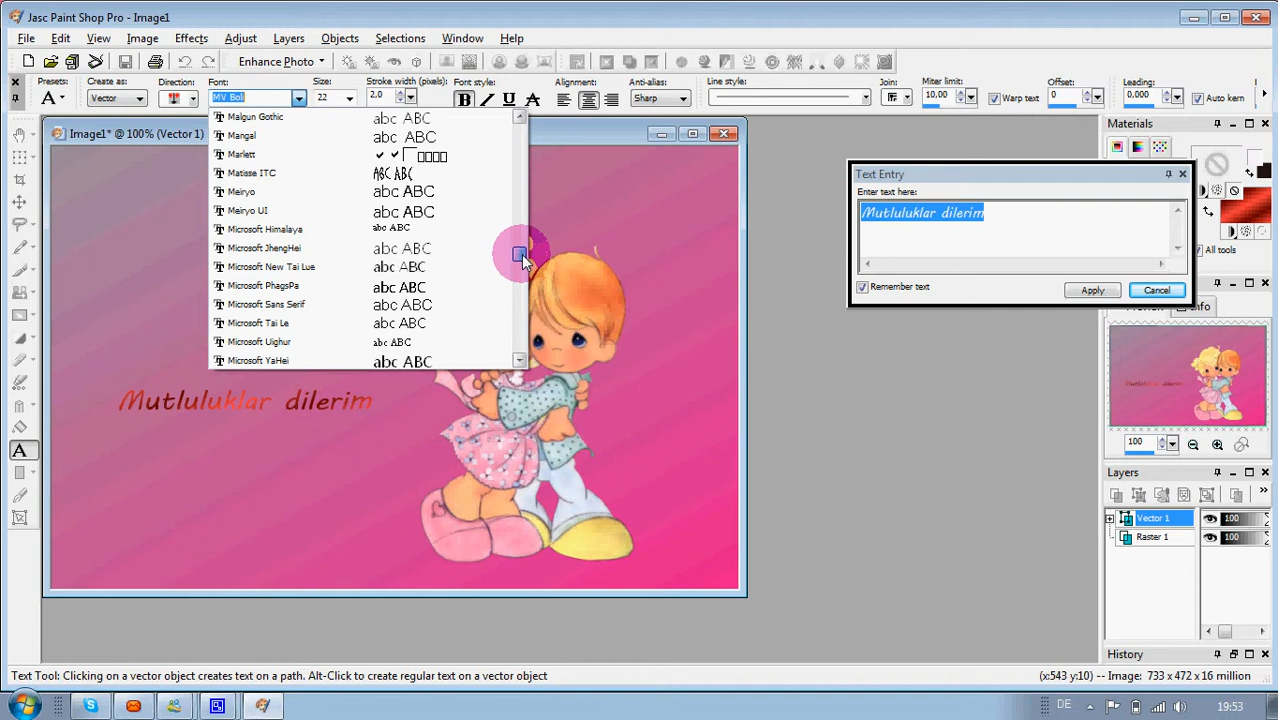 Jasc Paint Shop Pro - Image1
File Edit View Image Effects Adjust Layers Objects Selections Window Help
Enhance Photo
Presets: Create as: Direction: Font: Size: Stroke width (pixels): Font style: Alignment: Anti-alias: Line style: Join: Miter limit: Offset: Leading:
A Vector MV Boli 22 2,0 B U A Sharp 10,00 Warp text 0 0,000 Auto kern
Image1* @ 100% (Vector 1)
Malgun Gothic abc ABC
Mangal abc ABC
Marlett
Matisse ITC ABC ABC
Meiryo abc ABC
Meiryo UI abc ABC
Microsoft Himalaya abc ABC
Microsoft JhengHei abc ABC
Microsoft New Tai Lue abc ABC
Microsoft PhagsPa abc ABC
Microsoft Sans Serif abc ABC
Microsoft Tai Le abc ABC
Microsoft Uighur abc ABC
Microsoft YaHei abc ABC
Mutluluklar dilerim
Text Entry
Enter text here:
Mutluluklar dilerim
Remember text Apply Cancel
Materials
All tools
Info
Mutluluklar dilerim
100
Layers
Vector 1 100
Raster 1 100
History
Text Tool: Clicking on a vector object creates text on a path. Alt-Click to create regular text on a vector object
(x:543 y:10) -- Image: 733 x 472 x 16 million
DE 19:53